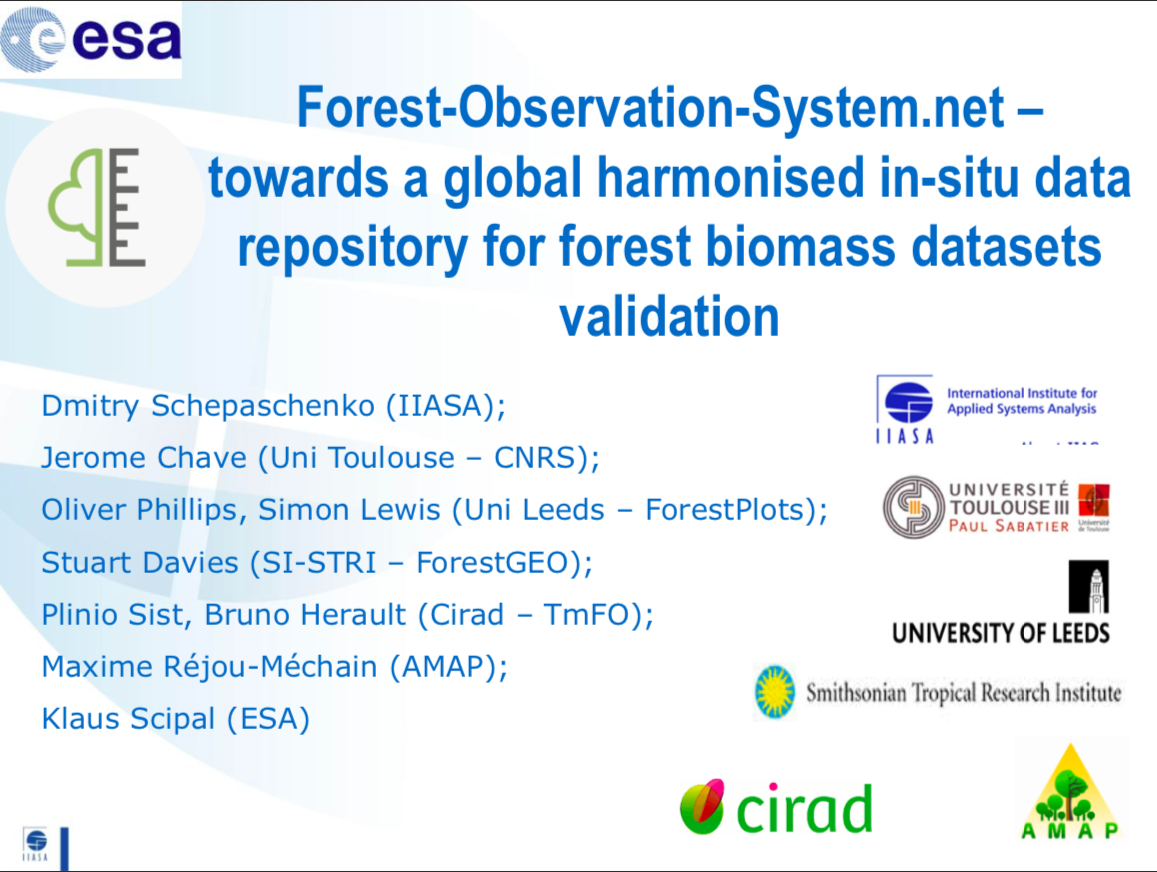 esa
Forest-Observation-System.net –
towards a global harmonised in-situ data
repository for forest biomass datasets
validation
Dmitry Schepaschenko (IIASA);
Jerome Chave (Uni Toulouse – CNRS);
Oliver Phillips, Simon Lewis (Uni Leeds – ForestPlots);
Stuart Davies (SI-STRI – ForestGEO);
Plinio Sist, Bruno Herault (Cirad – TmFO);
Maxime Réjou-Méchain (AMAP);
Klaus Scipal (ESA)
International Institute for
Applied Systems Analysis
IIASA
UNIVERSITÉ
TOULOUSE III
PAUL SABATIER
Université
de Toulouse
UNIVERSITY OF LEEDS
Smithsonian Tropical Research Institute
cirad
AMAP
IIASA